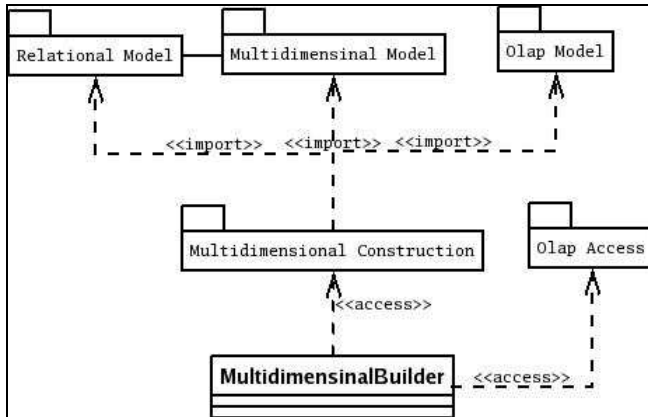 Relational Model
Multidimensinal Model
Olap Model
<<import>>
<<import>>
<<import>>
Multidimensional Construction
Olap Access
<<access>>
MultidimensinalBuilder
<<access>>